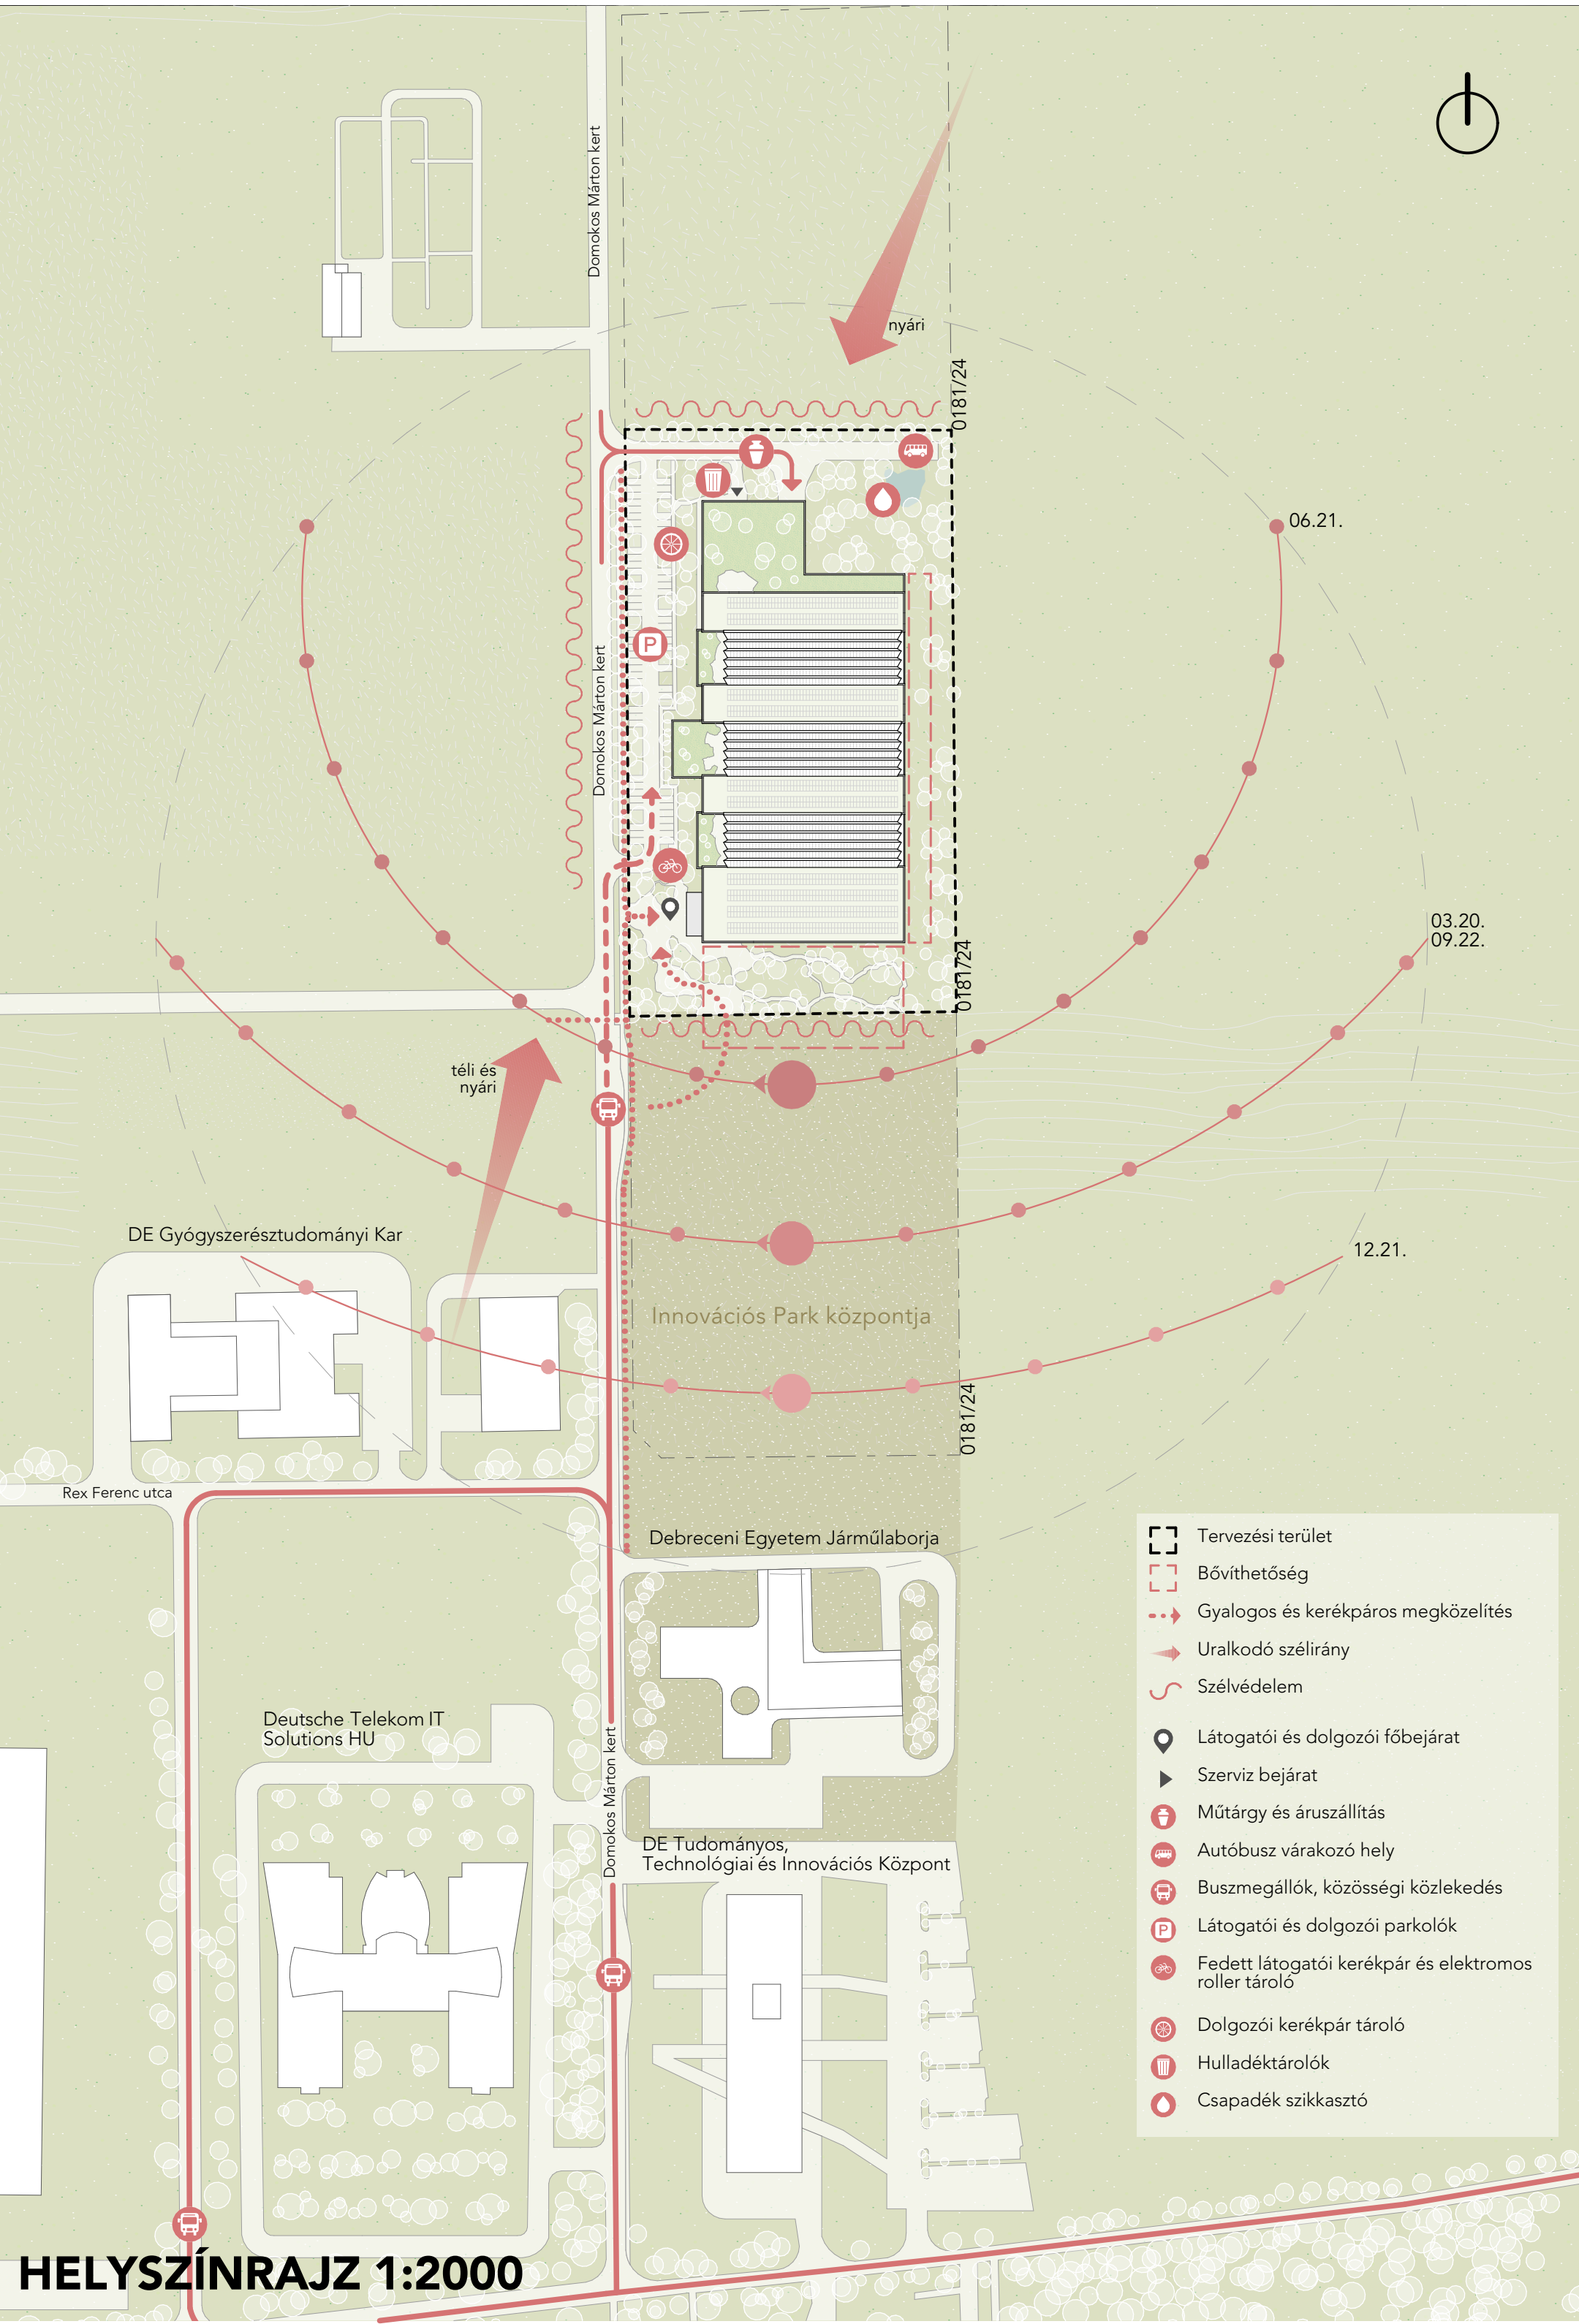 Domokos Márton kert
nyári
0181/24
06.21.
P
Domokos Márton kert
03.20.
09.22.
0181/24
téli és
nyári
DE Gyógyszerésztudományi Kar
12.21.
Innovációs Park központja
0181/24
Rex Ferenc utca
Debreceni Egyetem Járműlaborja
Deutsche Telekom IT
Solutions HU
Domokos Márton kert
DE Tudományos,
Technológiai és Innovációs Központ
Tervezési terület
Bővíthetőség
Gyalogos és kerékpáros megközelítés
Uralkodó szélirány
Szélvédelem
Látogatói és dolgozói főbejárat
Szerviz bejárat
Műtárgy és áruszállítás
Autóbusz várakozó hely
Buszmegállók, közösségi közlekedés
P
Látogatói és dolgozói parkolók
Fedett látogatói kerékpár és elektromos
roller tároló
Dolgozói kerékpár tároló
Hulladéktárolók
Csapadék szikkasztó
HELYSZÍNRAJZ 1:2000